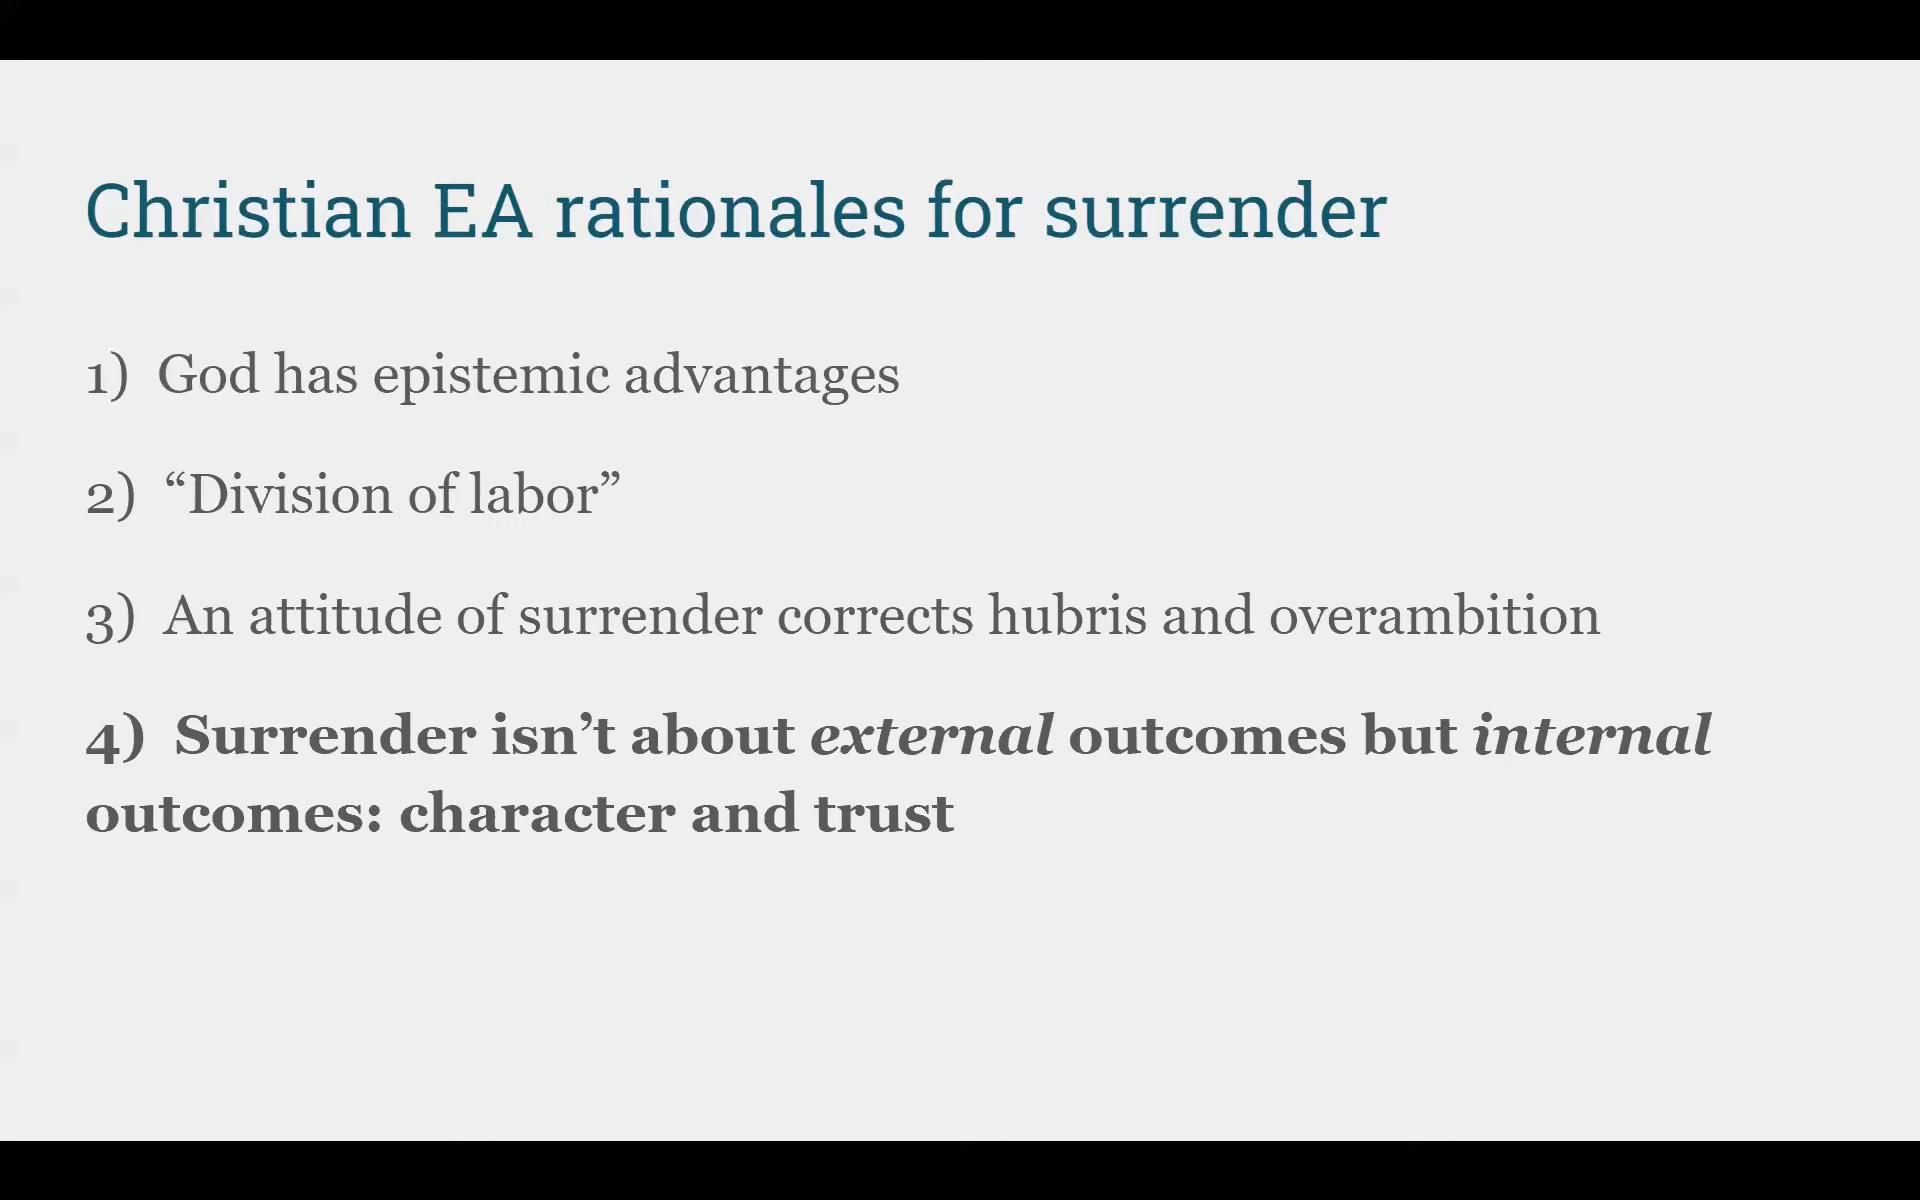 Christian EA rationales for surrender
1) God has epistemic advantages
2) “Division of labor”
3) An attitude of surrender corrects hubris and overambition
4) Surrender isn’t about external outcomes but internal
outcomes: character and trust